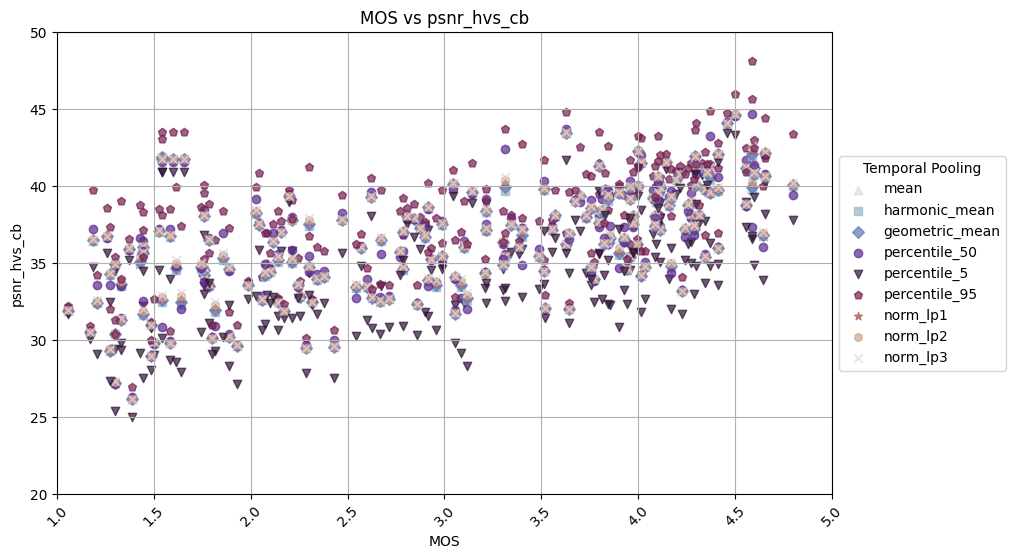 MOS vs psnr_hvs_cb
psnr_hvs_cb
50
45
40
35
30
25
20
1.0
1.5
2.0
2.5
3.0
3.5
4.0
4.5
5.0
MOS
Temporal Pooling
mean
harmonic_mean
geometric_mean
percentile_50
percentile_5
percentile_95
norm_lp1
norm_lp2
norm_lp3